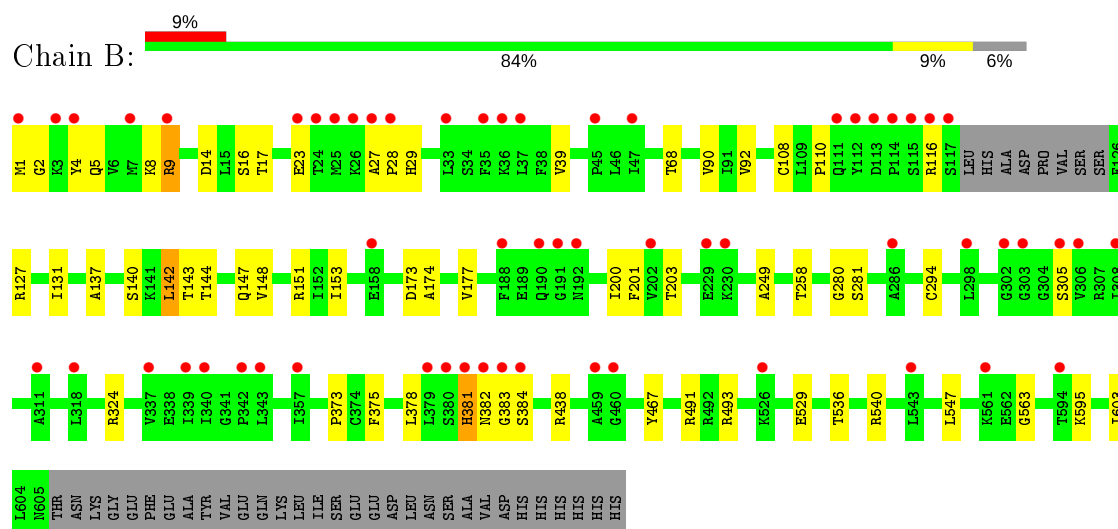 9%
Chain B:
84% 9% 6%
M1 G2 K3 Y4 Q5 V6 M7 K8 R9 D14 L15 S16 T17 E23 T24 M25 K26 A27 P28 H29 L33 S34 F35 K36 L37 F38 V39 P45 L46 I47 T68 V90 I91 V92 C108 L109 P110 Q111 Y112 D113 P114 S115 R116 S117 LEU HIS ALA ASP PRO VAL SER SER F126
R127 I131 A137 S140 K141 L142 T143 T144 Q147 V148 R151 I152 I153 E158 D173 A174 V177 F188 E189 Q190 G191 N192 I200 F201 V202 T203 E229 K230 A249 T258 G280 S281 A286 C294 L298 G302 G303 G304 S305 V306 R307 I308
A311 L318 R324 V337 E338 I339 I340 G341 P342 L343 I357 P373 C374 F375 L378 L379 S380 H381 N382 G383 S384 R438 A459 G460 Y467 R491 R492 R493 K526 E529 T536 R540 L543 L547 K561 E562 G563 T594 K595 I603
L604 N605 THR ASN LYS GLY GLU PHE GLU ALA TYR VAL GLU GLN LYS LEU ILE SER GLU GLU ASP LEU ASN SER ALA VAL ASP HIS HIS HIS HIS HIS HIS